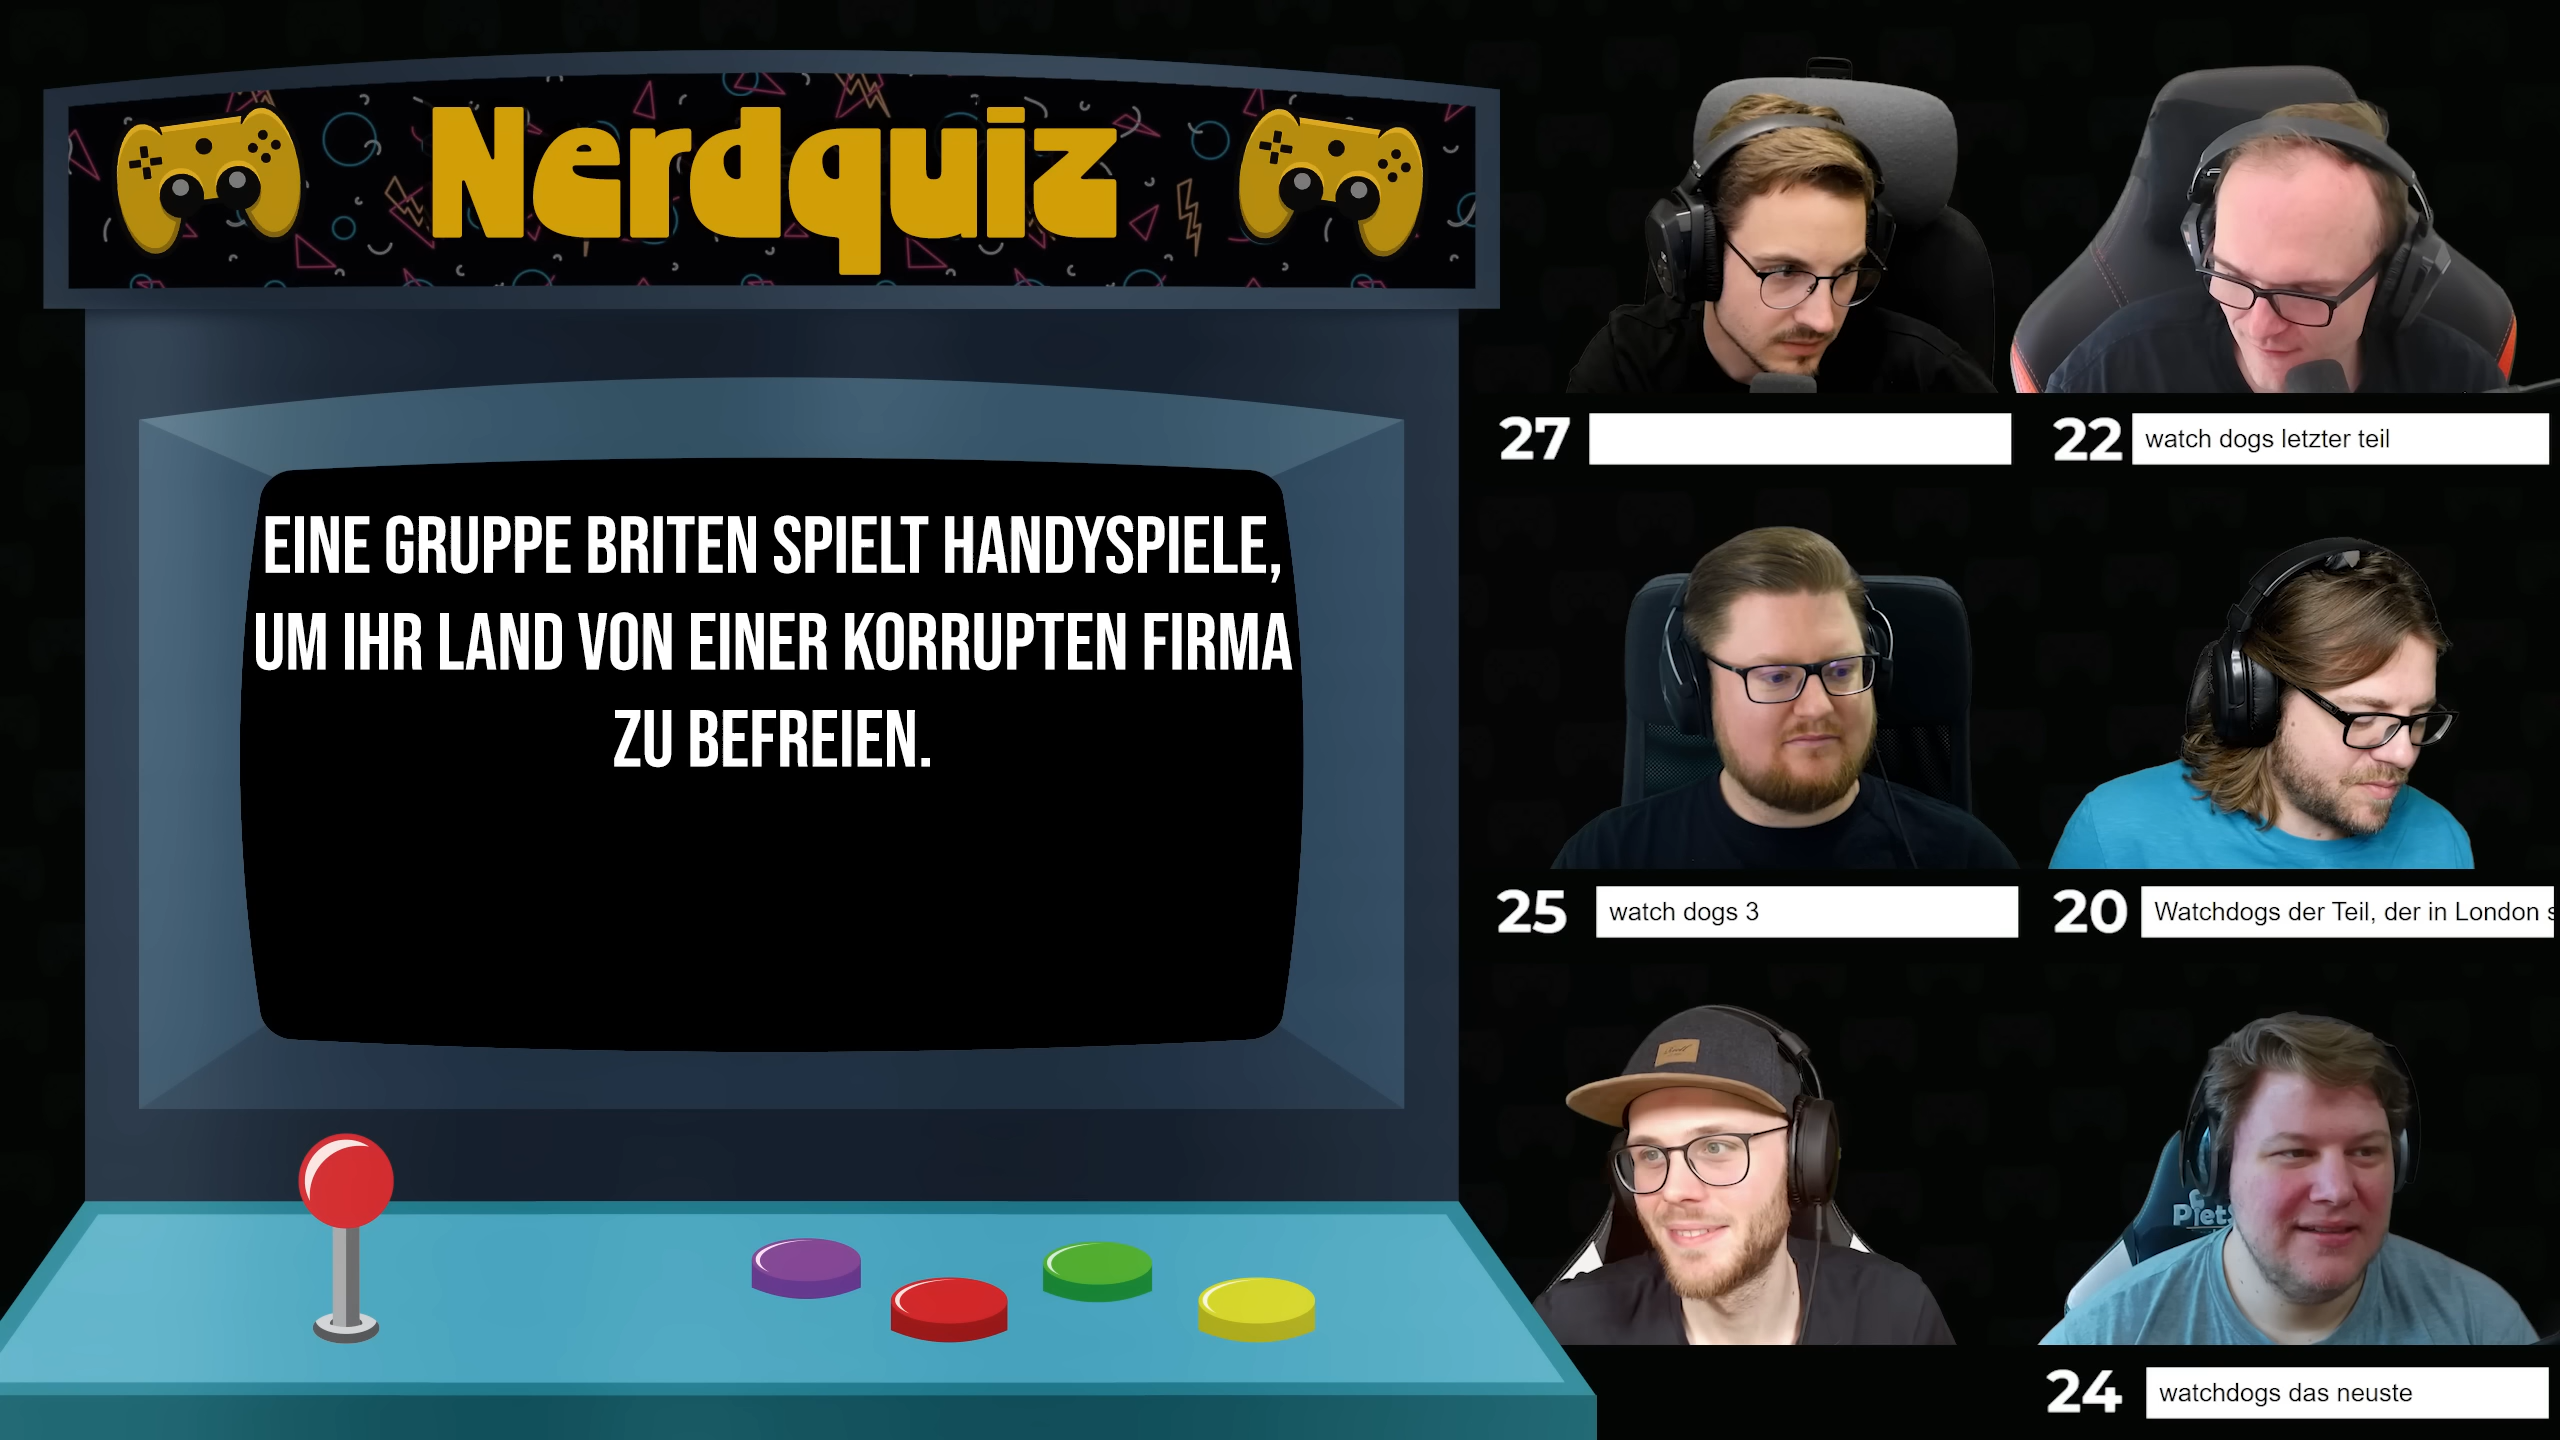 Nerdquiz
EINE GRUPPE BRITEN SPIELT HANDYSPIELE,
UM IHR LAND VON EINER KORRUPTEN FIRMA
ZU BEFREIEN.
27
22 watch dogs letzter teil
25 watch dogs 3
20 Watchdogs der Teil, der in London s
24 watchdogs das neuste